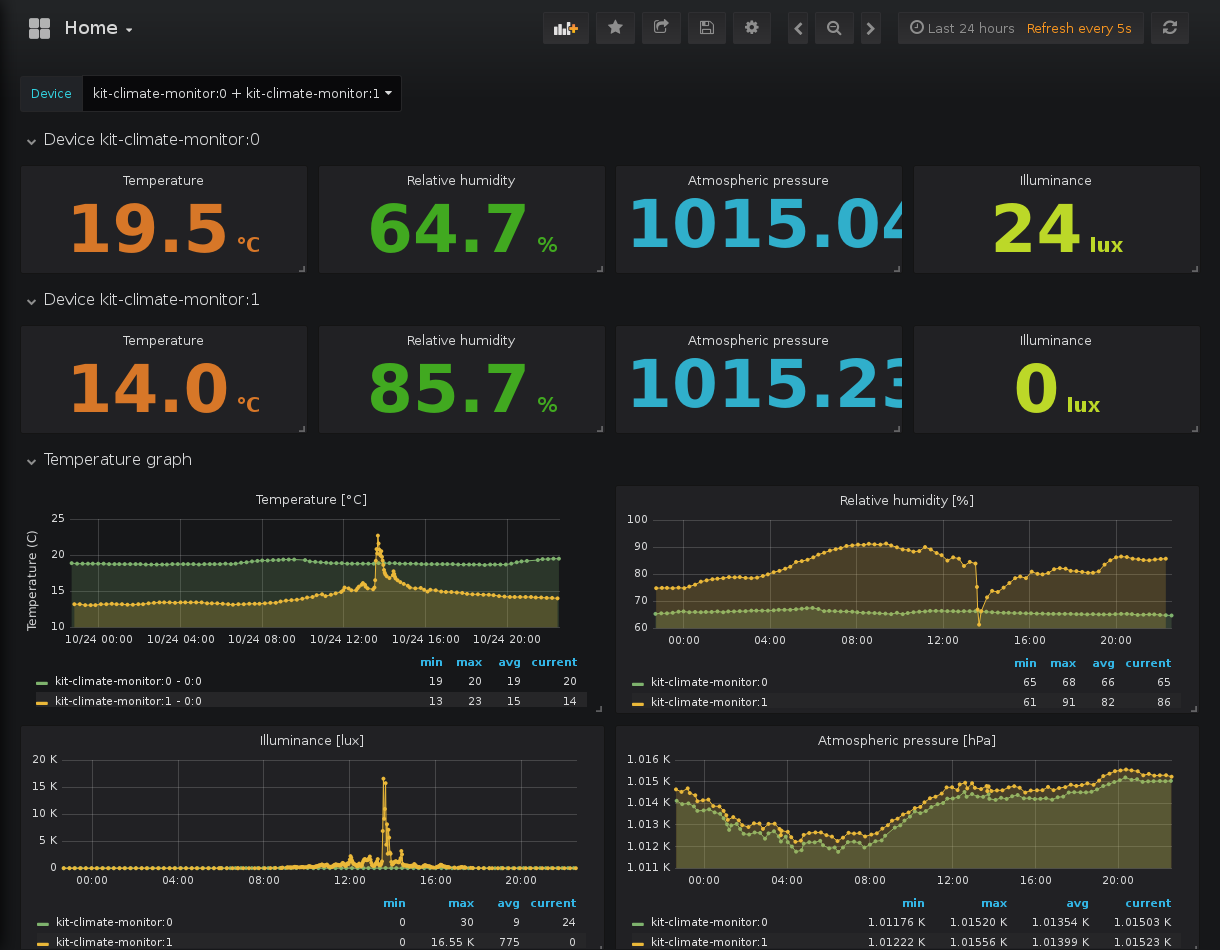 Home
Last 24 hours Refresh every 5s
Device kit-climate-monitor:0 + kit-climate-monitor:1
Device kit-climate-monitor:0
Temperature Relative humidity Atmospheric pressure Illuminance
19.5 °C 64.7 % 1015.04 24 lux
Device kit-climate-monitor:1
Temperature Relative humidity Atmospheric pressure Illuminance
14.0 °C 85.7 % 1015.23 0 lux
Temperature graph
Temperature [°C]
Temperature (C)
25
20
15
10
10/24 00:00 10/24 04:00 10/24 08:00 10/24 12:00 10/24 16:00 10/24 20:00
min max avg current
kit-climate-monitor:0 - 0:0 19 20 19 20
kit-climate-monitor:1 - 0:0 13 23 15 14
Relative humidity [%]
100
90
80
70
60
00:00 04:00 08:00 12:00 16:00 20:00
min max avg current
kit-climate-monitor:0 65 68 66 65
kit-climate-monitor:1 61 91 82 86
Illuminance [lux]
20 K
15 K
10 K
5 K
0
00:00 04:00 08:00 12:00 16:00 20:00
min max avg current
kit-climate-monitor:0 0 30 9 24
kit-climate-monitor:1 0 16.55 K 775 0
Atmospheric pressure [hPa]
1.016 K
1.015 K
1.014 K
1.013 K
1.012 K
1.011 K
00:00 04:00 08:00 12:00 16:00 20:00
min max avg current
kit-climate-monitor:0 1.01176 K 1.01520 K 1.01354 K 1.01503 K
kit-climate-monitor:1 1.01222 K 1.01556 K 1.01399 K 1.01523 K